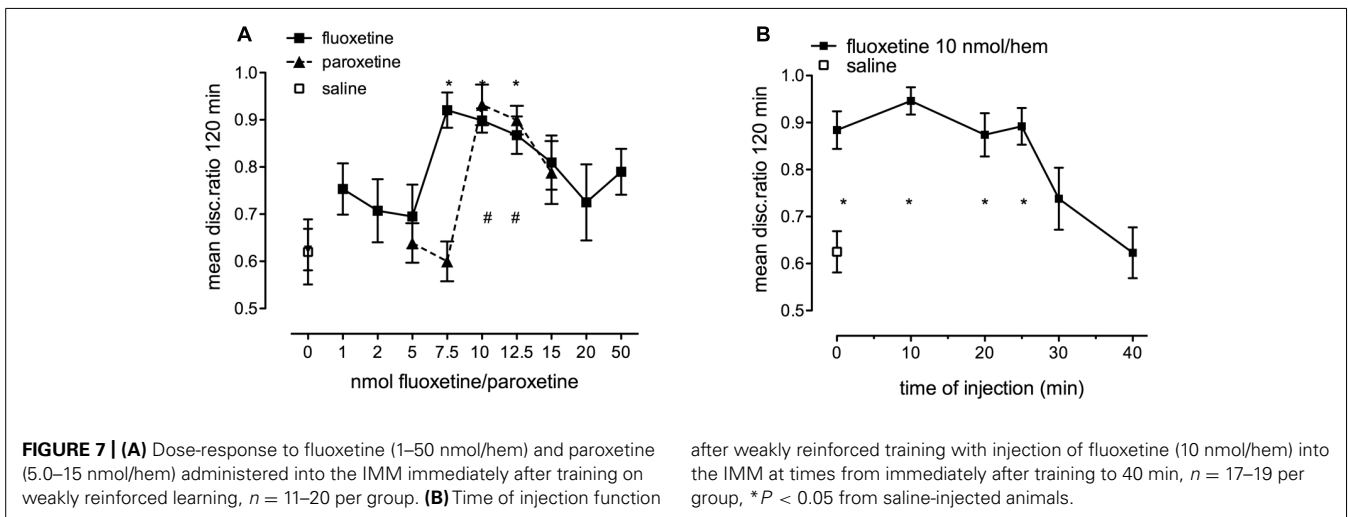 A
fluoxetine
paroxetine
saline
1.0
0.9
0.8
0.7
0.6
0.5
mean disc.ratio 120 min
* * *
# #
0 1 2 5 7.5 10 12.5 15 20 50
nmol fluoxetine/paroxetine
B
fluoxetine 10 nmol/hem
saline
1.0
0.9
0.8
0.7
0.6
0.5
mean disc.ratio 120 min
* * * *
0 10 20 30 40
time of injection (min)
FIGURE 7 | (A) Dose-response to fluoxetine (1–50 nmol/hem) and paroxetine
(5.0–15 nmol/hem) administered into the IMM immediately after training on
weakly reinforced learning, n = 11–20 per group. (B) Time of injection function
after weakly reinforced training with injection of fluoxetine (10 nmol/hem) into
the IMM at times from immediately after training to 40 min, n = 17–19 per
group, *P < 0.05 from saline-injected animals.